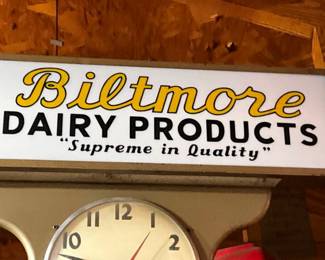 Biltmore
DAIRY PRODUCTS
"Supreme in Quality"
11 12 1
10 2